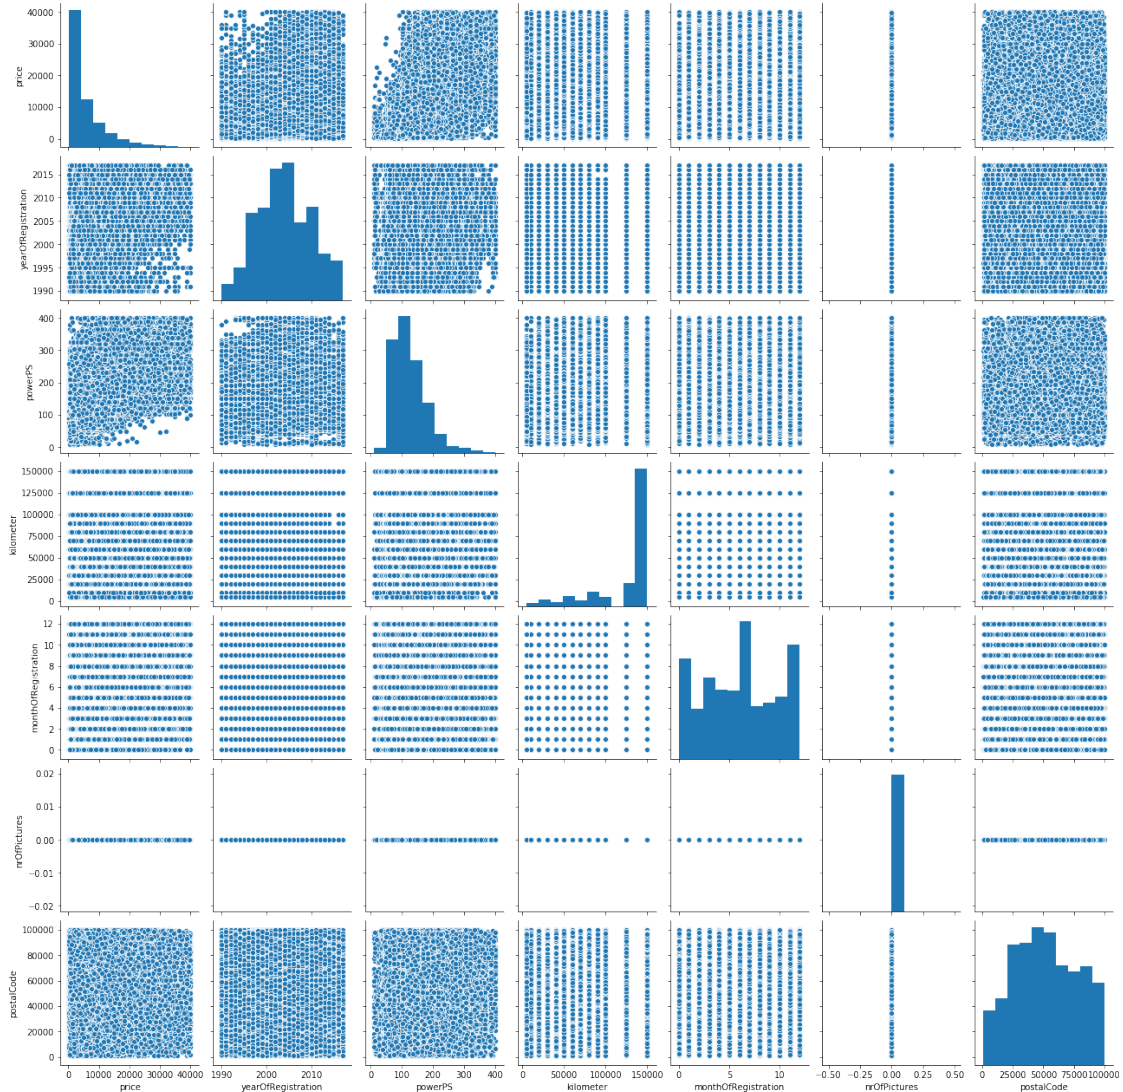 40000
30000
20000
10000
0
price
2015
2010
2005
2000
1995
1990
yearOfRegistration
400
300
200
100
0
powerPS
150000
125000
100000
75000
50000
25000
0
kilometer
12
10
8
6
4
2
0
monthOfRegistration
0.02
0.01
0.00
−0.01
−0.02
nrOfPictures
100000
80000
60000
40000
20000
0
postalCode
0 10000 20000 30000 40000
1990 2000 2010
0 100 200 300 400
0 50000 100000 150000
0 5 10
−0.50 −0.25 0.00 0.25 0.50
0 25000 50000 75000 100000
price yearOfRegistration powerPS kilometer monthOfRegistration nrOfPictures postalCode